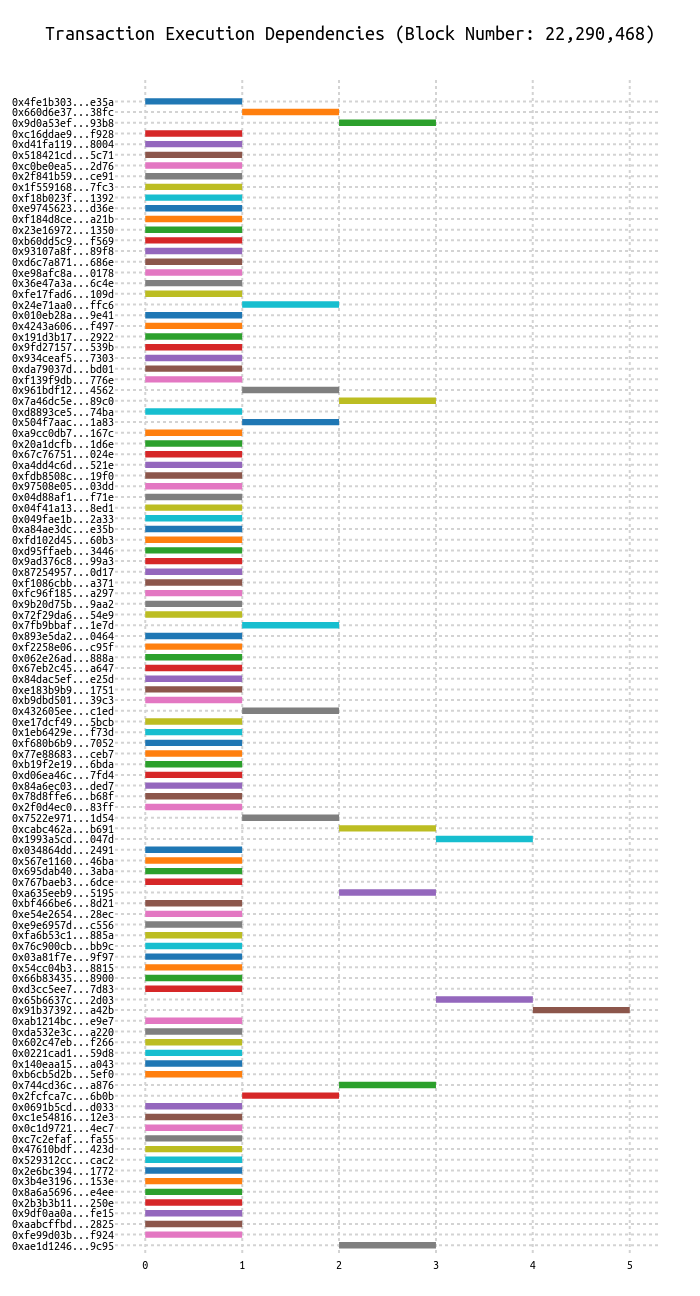 Transaction Execution Dependencies (Block Number: 22,290,468)
0x4fe1b303...e35a
0x660d6e37...38fc
0x9d0a53ef...93b8
0xc16ddae9...f928
0xd41fa119...8004
0x518421cd...5c71
0xc0be0ea5...2d76
0x2f841b59...ce91
0x1f559168...7fc3
0xf18b023f...1392
0xe9745623...d36e
0xf184d8ce...a21b
0x23e16972...1350
0xb60dd5c9...f569
0x93107a8f...89f8
0xd6c7a871...686e
0xe98afc8a...0178
0x36e47a3a...6c4e
0xfe17fad6...109d
0x24e71aa0...ffc6
0x010eb28a...9e41
0x4243a606...f497
0x191d3b17...2922
0x9fd27157...539b
0x934ceaf5...7303
0xda79037d...bd01
0xf139f9db...776e
0x961bdf12...4562
0x7a46dc5e...89c0
0xd8893ce5...74ba
0x504f7aac...1a83
0xa9cc0db7...167c
0x20a1dcfb...1d6e
0x67c76751...024e
0xa4dd4c6d...521e
0xfdb8508c...19f0
0x97508e05...03dd
0x04d88af1...f71e
0x04f41a13...8ed1
0x049fae1b...2a33
0xa84ae3dc...e35b
0xfd102d45...60b3
0xd95ffaeb...3446
0x9ad376c8...99a3
0x87254957...0d17
0xf1086cbb...a371
0xfc96f185...a297
0x9b20d75b...9aa2
0x72f29da6...54e9
0x7fb9bbaf...1e7d
0x893e5da2...0464
0xf2258e06...c95f
0x062e26ad...888a
0x67eb2c45...a647
0x84dac5ef...e25d
0xe183b9b9...1751
0xb9dbd501...39c3
0x432605ee...c1ed
0xe17dcf49...5bcb
0x1eb6429e...f73d
0xf680b6b9...7052
0x77e88683...ceb7
0xb19f2e19...6bda
0xd06ea46c...7fd4
0x84a6ec03...ded7
0x78d8ffe6...b68f
0x2f0d4ec0...83ff
0x7522e971...1d54
0xcabc462a...b691
0x1993a5cd...047d
0x034864dd...2491
0x567e1160...46ba
0x695dab40...3aba
0x767baeb3...6dce
0xa635eeb9...5195
0xbf466be6...8d21
0xe54e2654...28ec
0xe9e6957d...c556
0xfa6b53c1...885a
0x76c900cb...bb9c
0x03a81f7e...9f97
0x54cc04b3...8815
0x66b83435...8900
0xd3cc5ee7...7d83
0x65b6637c...2d03
0x91b37392...a42b
0xab1214bc...e9e7
0xda532e3c...a220
0x602c47eb...f266
0x0221cad1...59d8
0x140eaa15...a043
0xb6cb5d2b...5ef0
0x744cd36c...a876
0x2fcfca7c...6b0b
0x0691b5cd...d033
0xc1e54816...12e3
0x0c1d9721...4ec7
0xc7c2efaf...fa55
0x47610bdf...423d
0x529312cc...cac2
0x2e6bc394...1772
0x3b4e3196...153e
0x8a6a5696...e4ee
0x2b3b3b11...250e
0x9df0aa0a...fe15
0xaabcffbd...2825
0xfe99d03b...f924
0xae1d1246...9c95
0 1 2 3 4 5